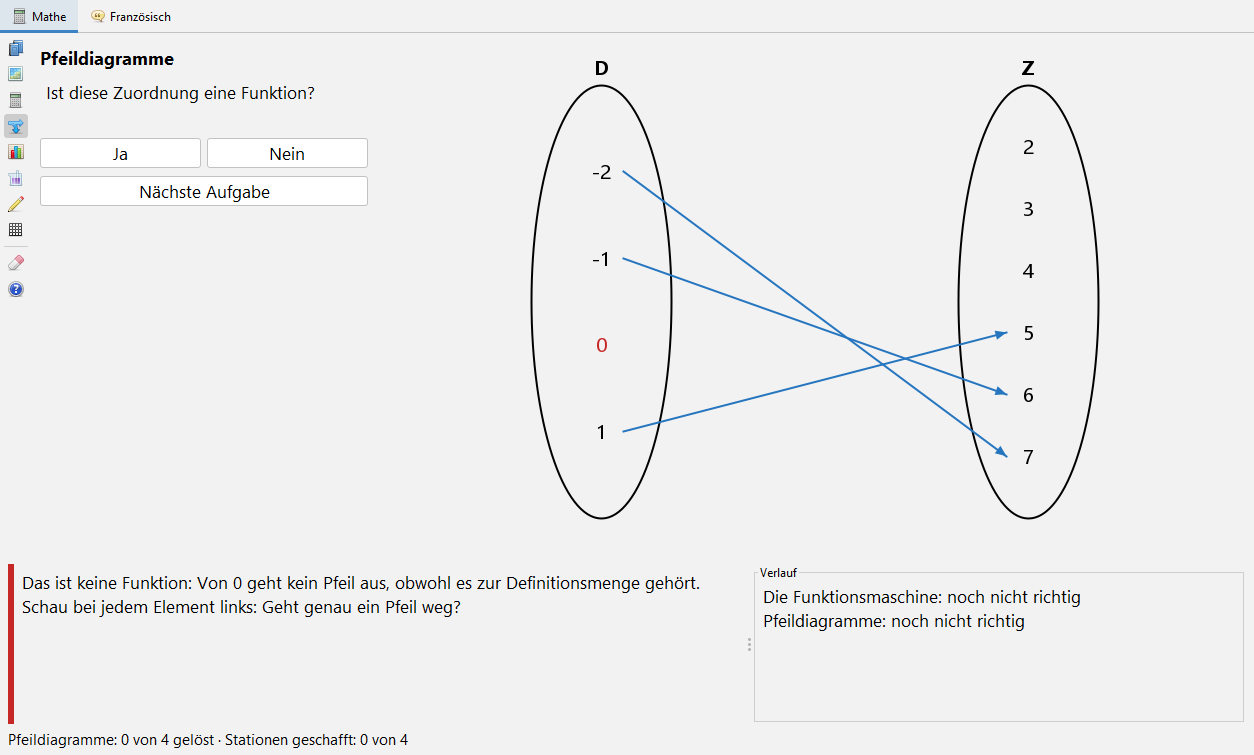 Mathe
Französisch
Pfeildiagramme
Ist diese Zuordnung eine Funktion?
Ja
Nein
Nächste Aufgabe
D
-2
-1
0
1
Z
2
3
4
5
6
7
Das ist keine Funktion: Von 0 geht kein Pfeil aus, obwohl es zur Definitionsmenge gehört.
Schau bei jedem Element links: Geht genau ein Pfeil weg?
Verlauf
Die Funktionsmaschine: noch nicht richtig
Pfeildiagramme: noch nicht richtig
Pfeildiagramme: 0 von 4 gelöst · Stationen geschafft: 0 von 4